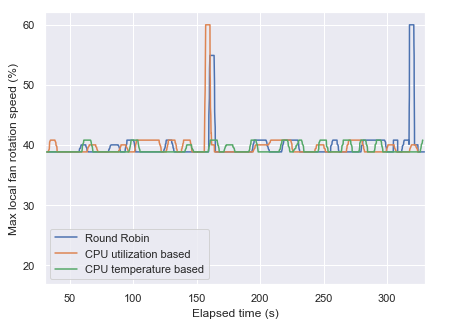 60
50
40
30
20
Max local fan rotation speed (%)
Round Robin
CPU utilization based
CPU temperature based
50
100
150
200
250
300
Elapsed time (s)